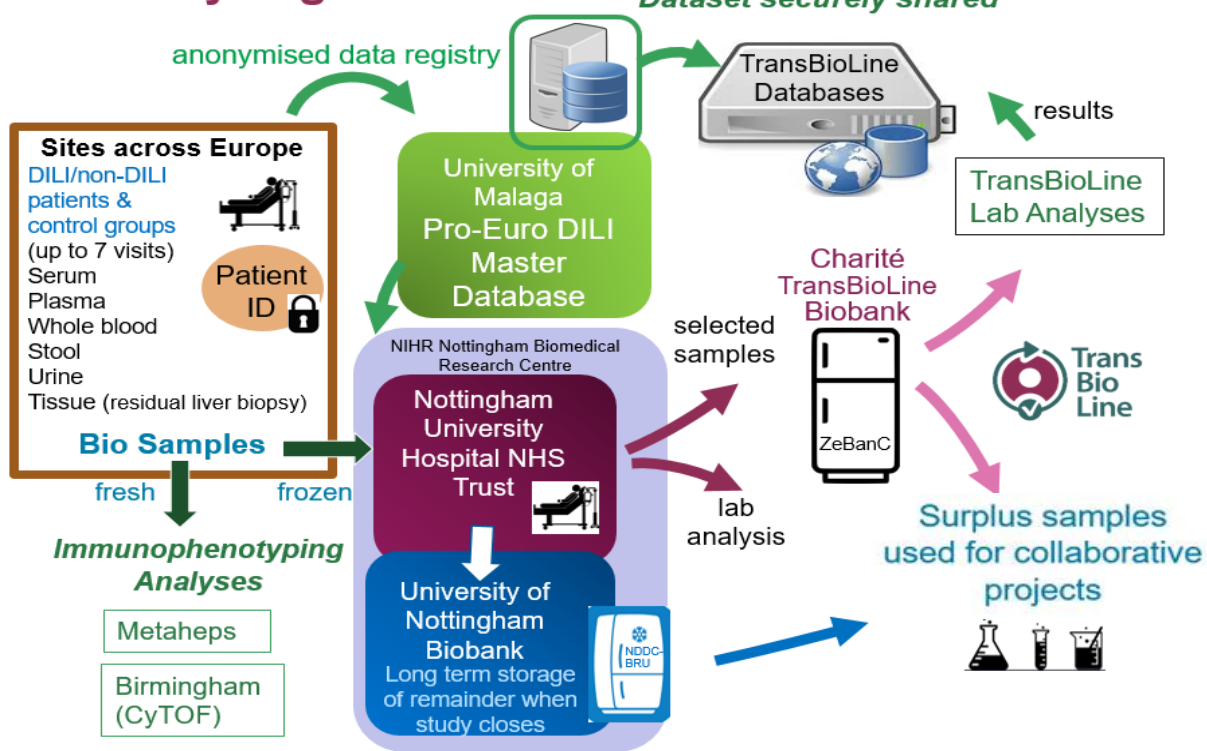 Dataset securely shared
anonymised data registry
TransBioLine
Databases
results
Sites across Europe
DILI/non-DILI
patients &
control groups
(up to 7 visits)
Serum
Plasma
Whole blood
Stool
Urine
Tissue (residual liver biopsy)
Patient
ID
Bio Samples
fresh
frozen
University of
Malaga
Pro-Euro DILI
Master
Database
TransBioLine
Lab Analyses
NIHR Nottingham Biomedical
Research Centre
Nottingham
University
Hospital NHS
Trust
selected
samples
lab
analysis
Charité
TransBioLine
Biobank
ZeBanC
Trans
Bio
Line
Immunophenotyping
Analyses
Metaheps
Birmingham
(CyTOF)
University of
Nottingham
Biobank
Long term storage
of remainder when
study closes
NDDC-
BRU
Surplus samples
used for collaborative
projects